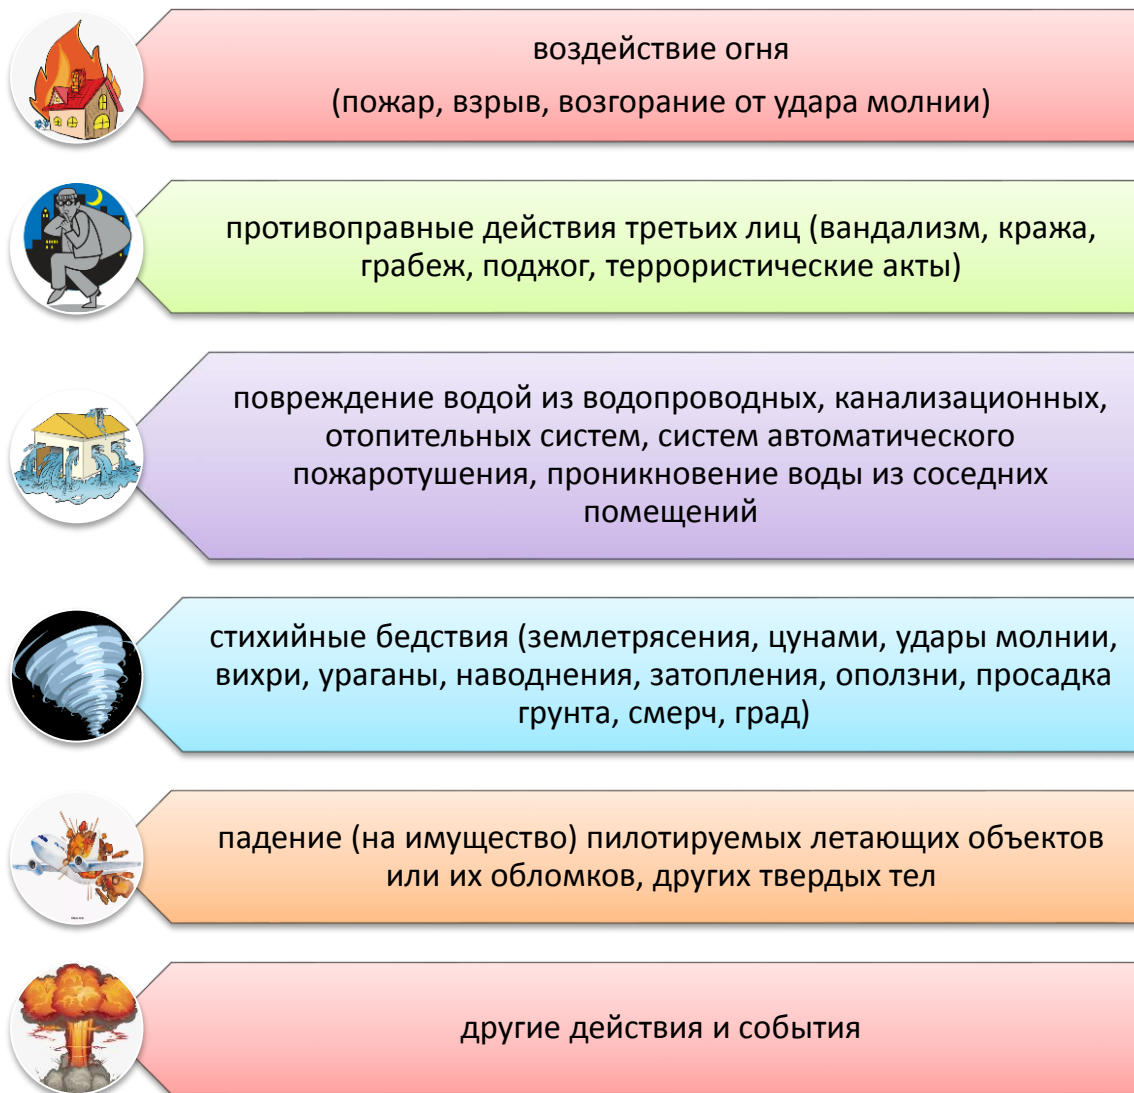 воздействие огня
(пожар, взрыв, возгорание от удара молнии)
противоправные действия третьих лиц (вандализм, кража,
грабеж, поджог, террористические акты)
повреждение водой из водопроводных, канализационных,
отопительных систем, систем автоматического
пожаротушения, проникновение воды из соседних
помещений
стихийные бедствия (землетрясения, цунами, удары молнии,
вихри, ураганы, наводнения, затопления, оползни, просадка
грунта, смерч, град)
падение (на имущество) пилотируемых летающих объектов
или их обломков, других твердых тел
другие действия и события